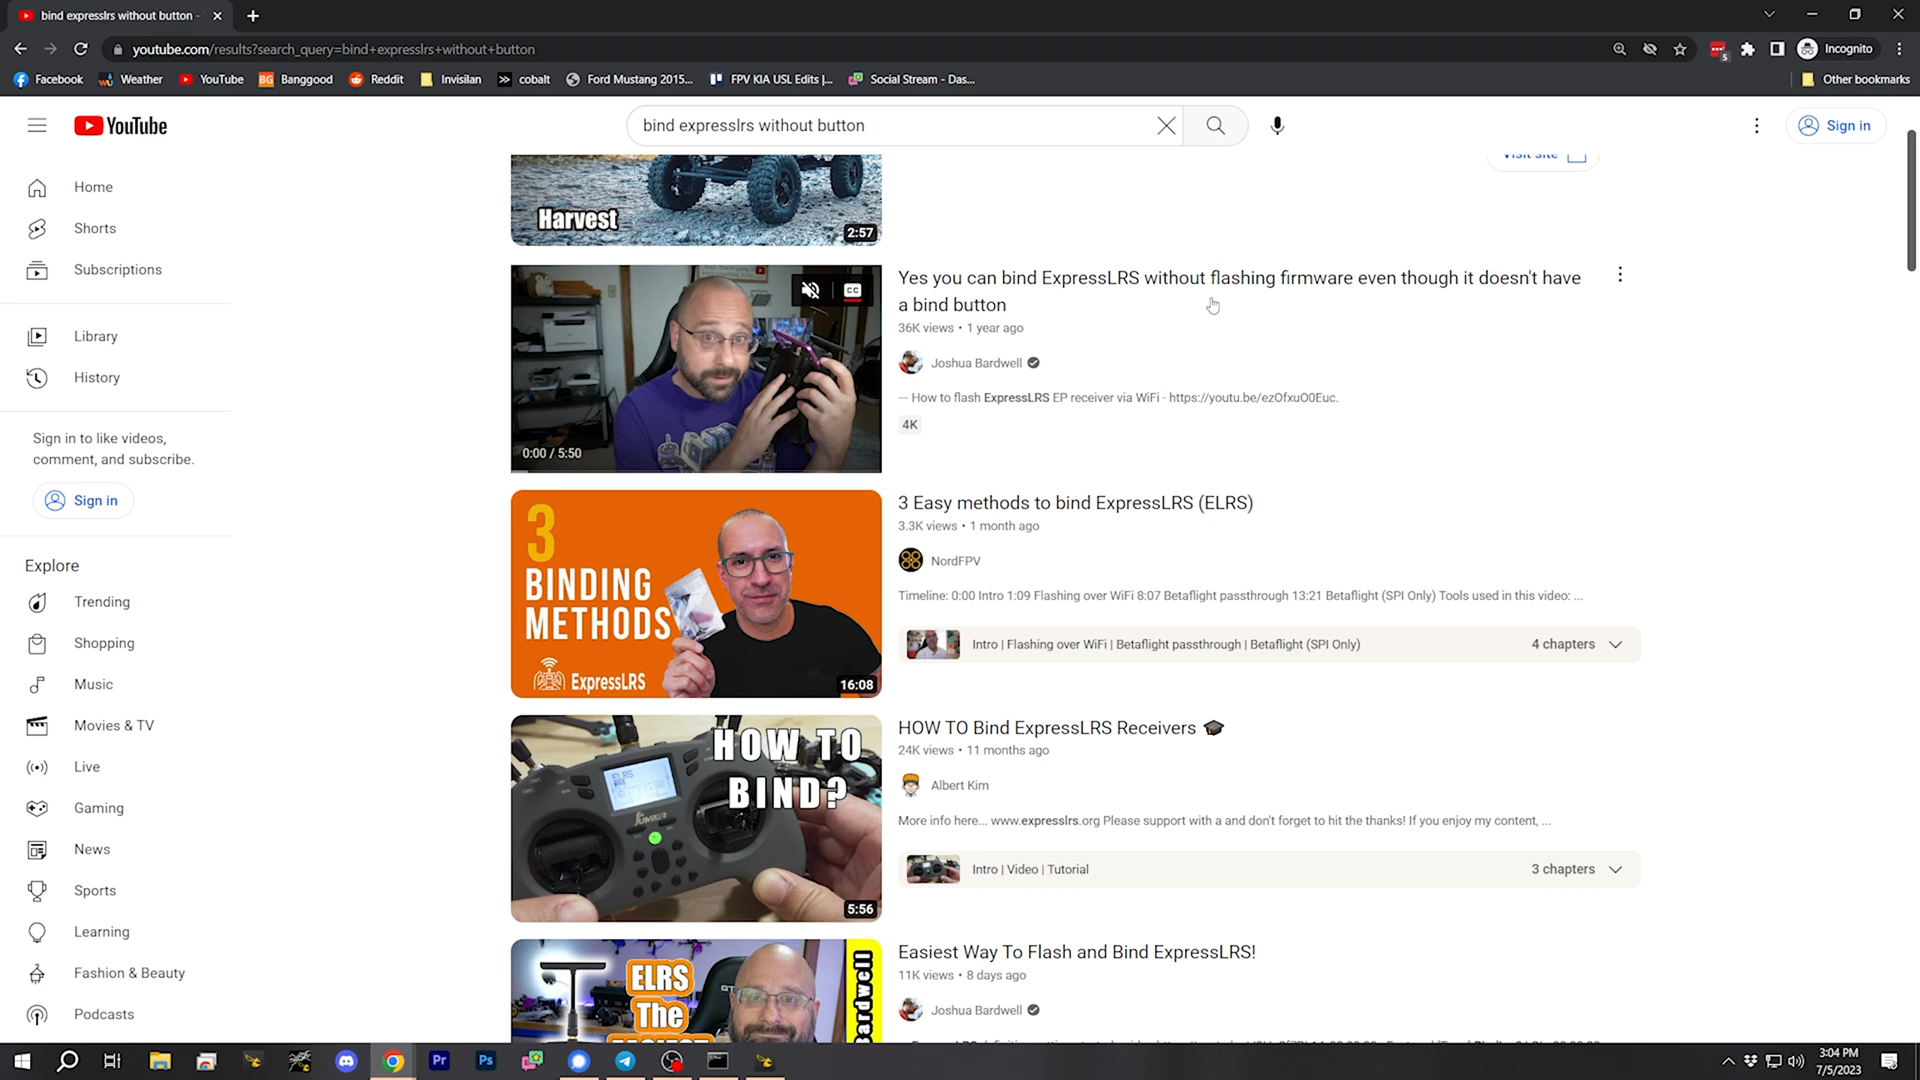 bind expresslrs without button -
youtube.com/results?search_query=bind+expresslrs+without+button
5
Incognito
Facebook
Weather
YouTube
BG Banggood
Reddit
Invisilan
cobalt
Ford Mustang 2015...
FPV KIA USL Edits |...
Social Stream - Das...
Other bookmarks
YouTube
bind expresslrs without button
Sign in
Home
Shorts
Subscriptions
Library
History
Sign in to like videos,
comment, and subscribe.
Sign in
Explore
Trending
Shopping
Music
Movies & TV
Live
Gaming
News
Sports
Learning
Fashion & Beauty
Podcasts
Harvest
2:57
Visit site
CC
0:00 / 5:50
Yes you can bind ExpressLRS without flashing firmware even though it doesn't have
a bind button
36K views • 1 year ago
Joshua Bardwell
— How to flash ExpressLRS EP receiver via WiFi - https://youtu.be/ezOfxuO0Euc.
4K
3
BINDING
METHODS
ExpressLRS
16:08
3 Easy methods to bind ExpressLRS (ELRS)
3.3K views • 1 month ago
NordFPV
Timeline: 0:00 Intro 1:09 Flashing over WiFi 8:07 Betaflight passthrough 13:21 Betaflight (SPI Only) Tools used in this video: ...
Intro | Flashing over WiFi | Betaflight passthrough | Betaflight (SPI Only)
4 chapters
HOW TO
BIND?
ELRS
JUMPER
5:56
HOW TO Bind ExpressLRS Receivers 🎓
24K views • 11 months ago
Albert Kim
More info here... www.expresslrs.org Please support with a and don't forget to hit the thanks! If you enjoy my content, ...
Intro | Video | Tutorial
3 chapters
ELRS
The
Bardwell
Easiest Way To Flash and Bind ExpressLRS!
11K views • 8 days ago
Joshua Bardwell
Pr
Ps
3:04 PM
7/5/2023